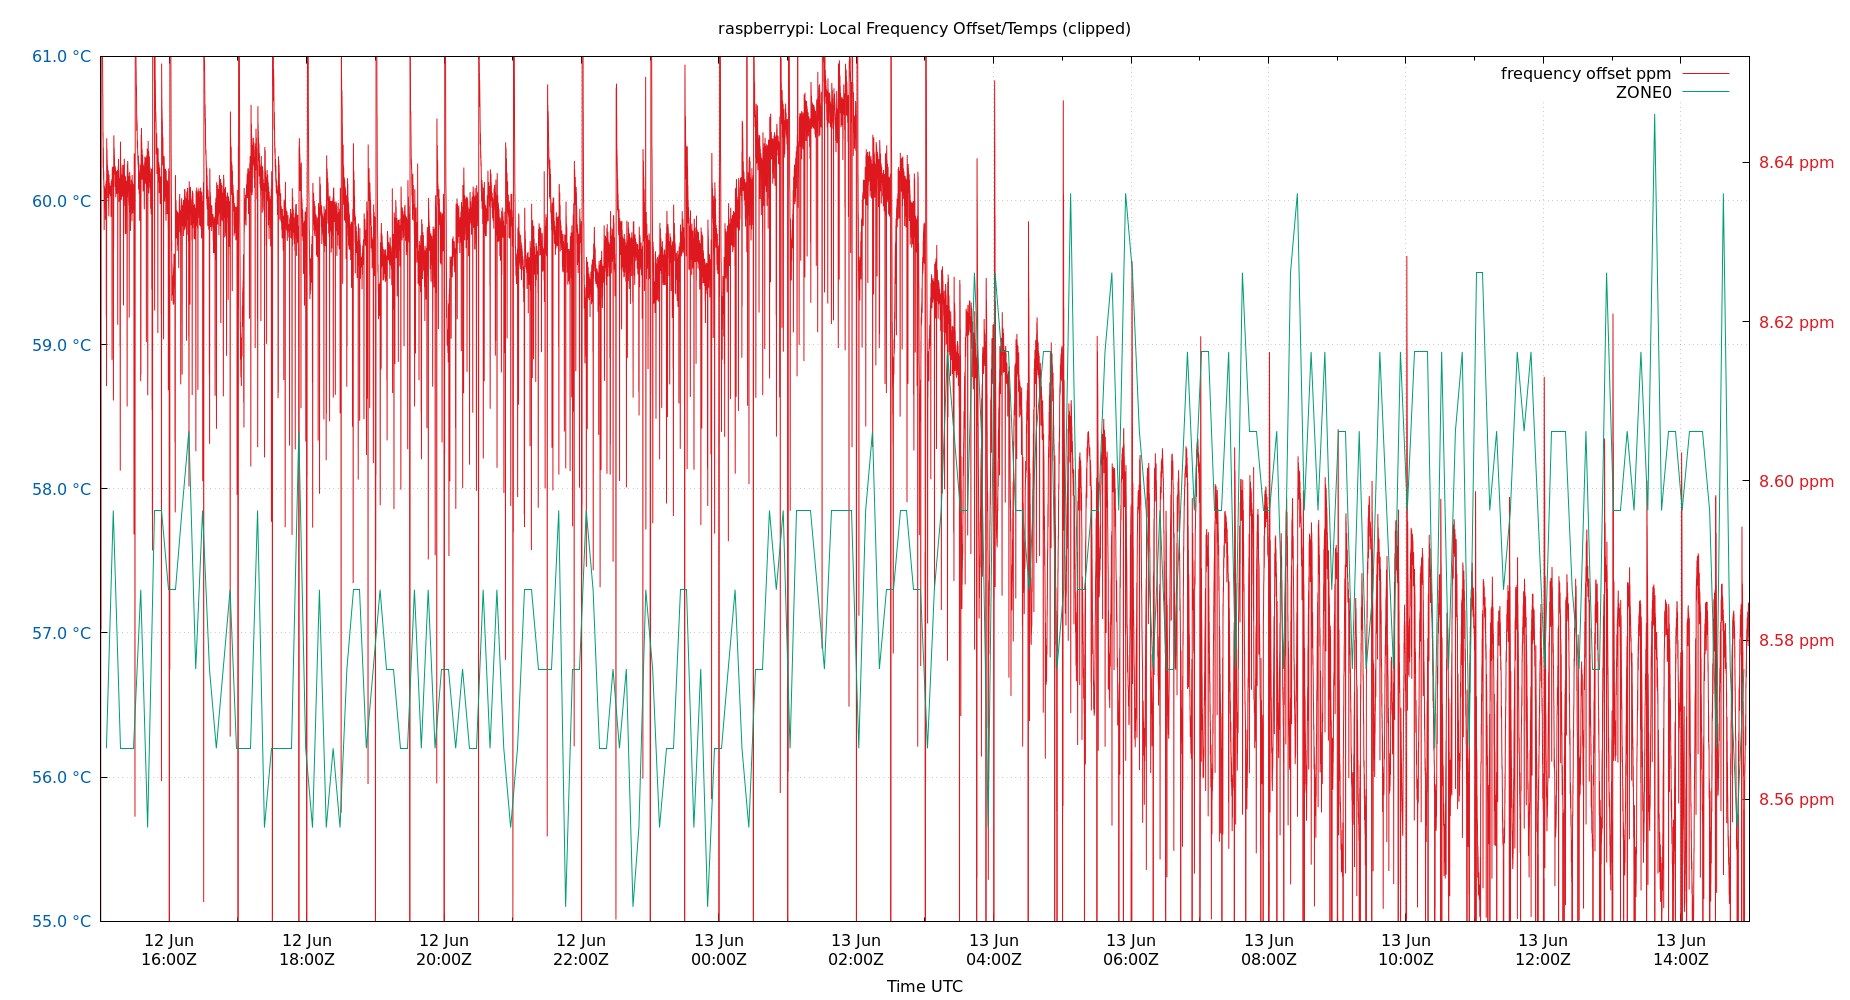 raspberrypi: Local Frequency Offset/Temps (clipped)
frequency offset ppm
ZONE0
61.0 °C
60.0 °C
59.0 °C
58.0 °C
57.0 °C
56.0 °C
55.0 °C
8.64 ppm
8.62 ppm
8.60 ppm
8.58 ppm
8.56 ppm
12 Jun 12 Jun 12 Jun 12 Jun 13 Jun 13 Jun 13 Jun 13 Jun 13 Jun 13 Jun 13 Jun 13 Jun
16:00Z 18:00Z 20:00Z 22:00Z 00:00Z 02:00Z 04:00Z 06:00Z 08:00Z 10:00Z 12:00Z 14:00Z
Time UTC